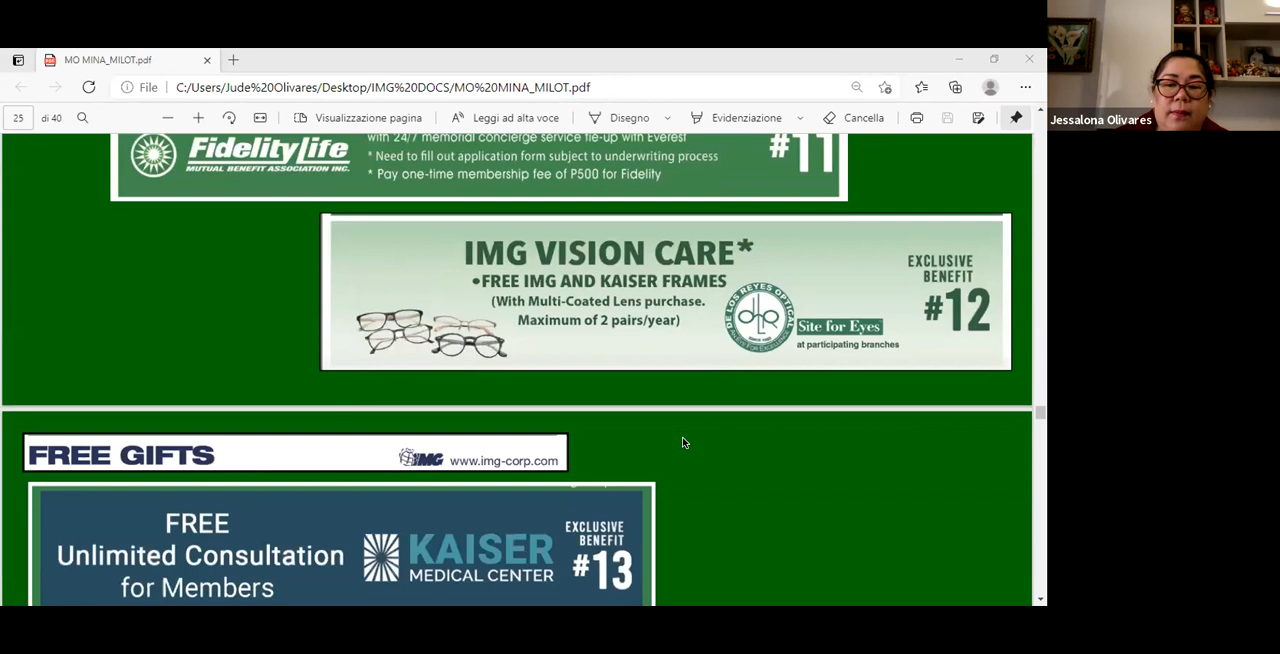 MO MINA_MILOT.pdf
File
C:/Users/Jude%20Olivares/Desktop/IMG%20DOCS/MO%20MINA_MILOT.pdf
25 di 40
Visualizzazione pagina
Leggi ad alta voce
Disegno
Evidenziazione
Cancella
Jessalona Olivares
FidelityLife
MUTUAL BENEFIT ASSOCIATION INC.
with 24/7 memorial concierge service tie-up with Everest
* Need to fill out application form subject to underwriting process
* Pay one-time membership fee of P500 for Fidelity
#11
IMG VISION CARE*
•FREE IMG AND KAISER FRAMES
(With Multi-Coated Lens purchase.
Maximum of 2 pairs/year)
DE LOS REYES OPTICAL
Site for Eyes
at participating branches
EXCLUSIVE
BENEFIT
#12
FREE GIFTS
IMG www.img-corp.com
FREE
Unlimited Consultation
for Members
KAISER
MEDICAL CENTER
EXCLUSIVE
BENEFIT
#13